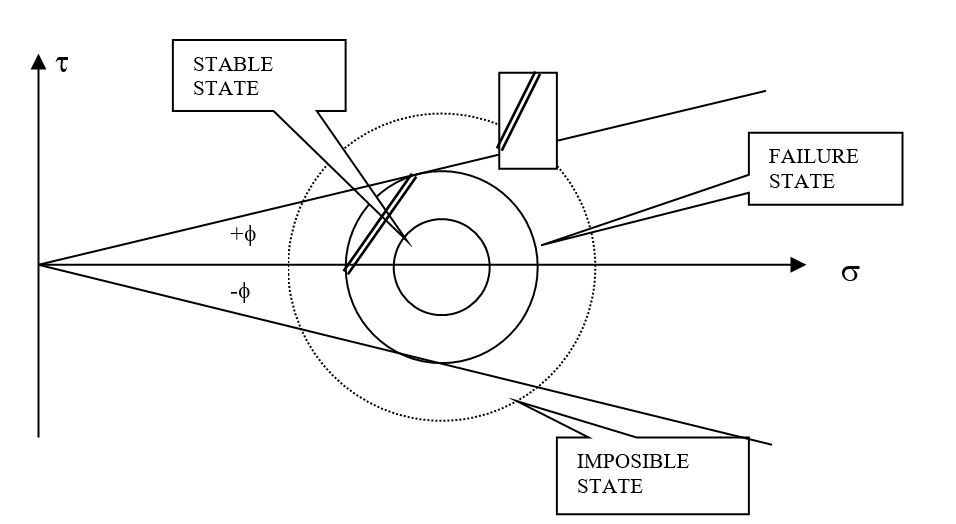 τ
STABLE
STATE
FAILURE
STATE
+ϕ
-ϕ
σ
IMPOSIBLE
STATE